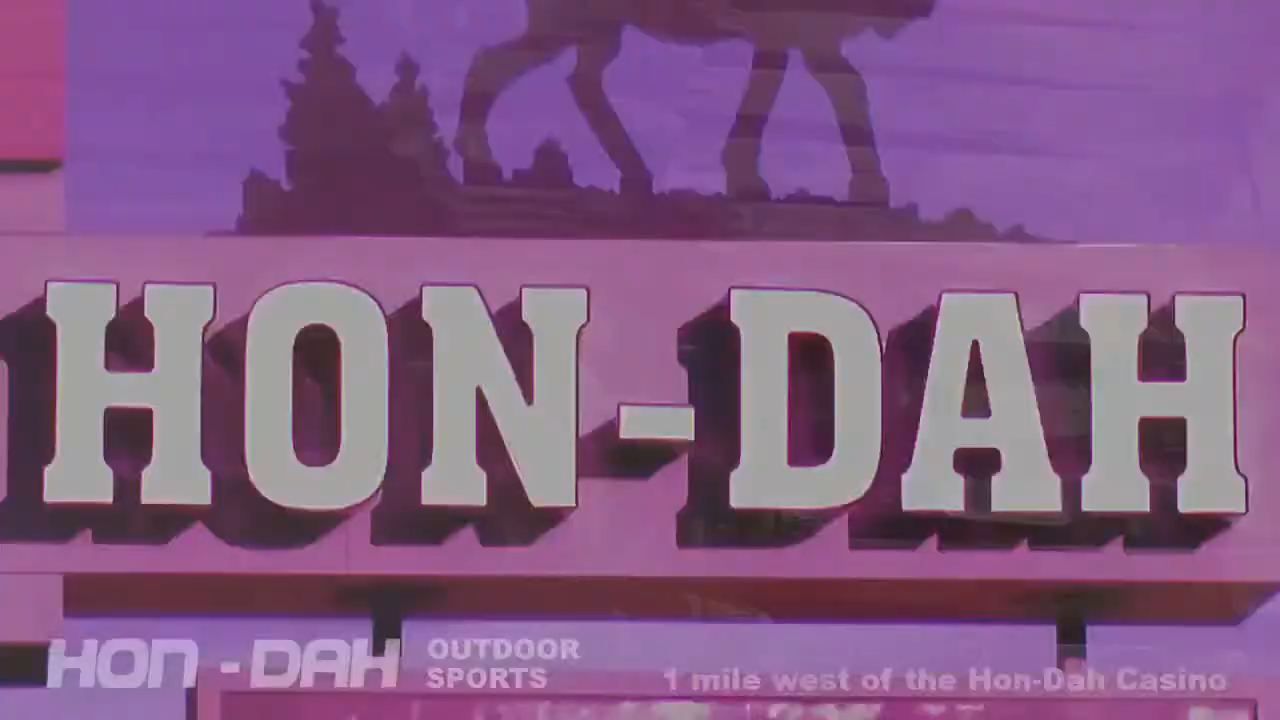 HON-DAH
HON-DAH OUTDOOR SPORTS
1 mile west of the Hon-Dah Casino